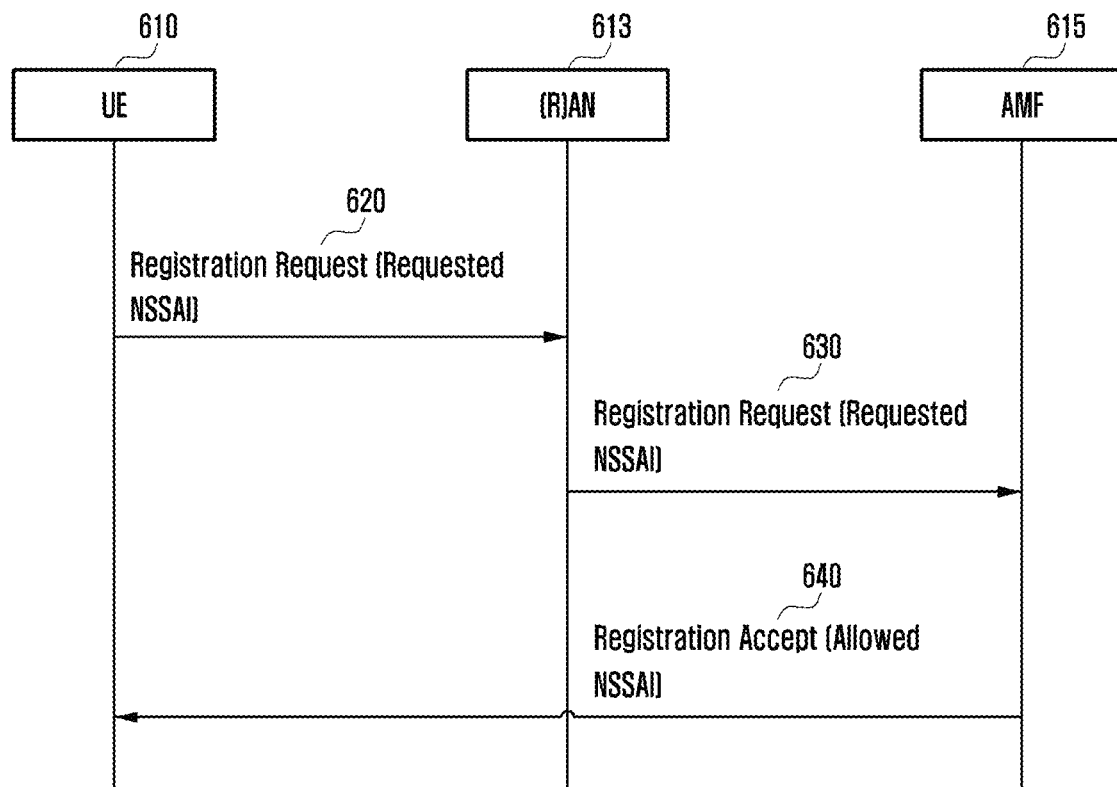 610
613
615
UE
(R)AN
AMF
620
Registration Request (Requested
NSSAI)
630
Registration Request (Requested
NSSAI)
640
Registration Accept (Allowed
NSSAI)